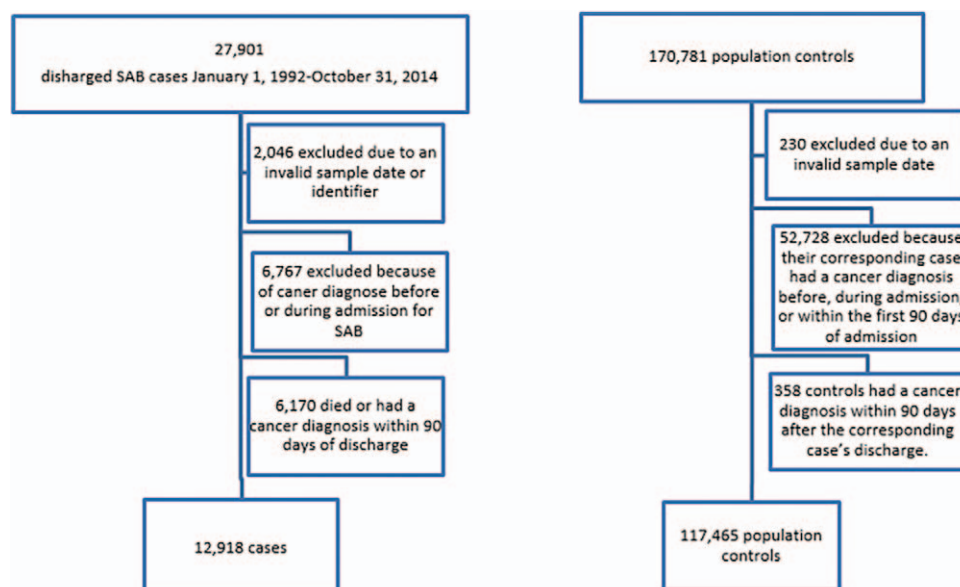 27,901
disharged SAB cases January 1, 1992-October 31, 2014
2,046 excluded due to an
invalid sample date or
identifier
6,767 excluded because
of caner diagnose before
or during admission for
SAB
6,170 died or had a
cancer diagnosis within 90
days of discharge
12,918 cases
170,781 population controls
230 excluded due to an
invalid sample date
52,728 excluded because
their corresponding case
had a cancer diagnosis
before, during admission,
or within the first 90 days
of admission
358 controls had a cancer
diagnosis within 90 days
after the corresponding
case's discharge.
117,465 population
controls